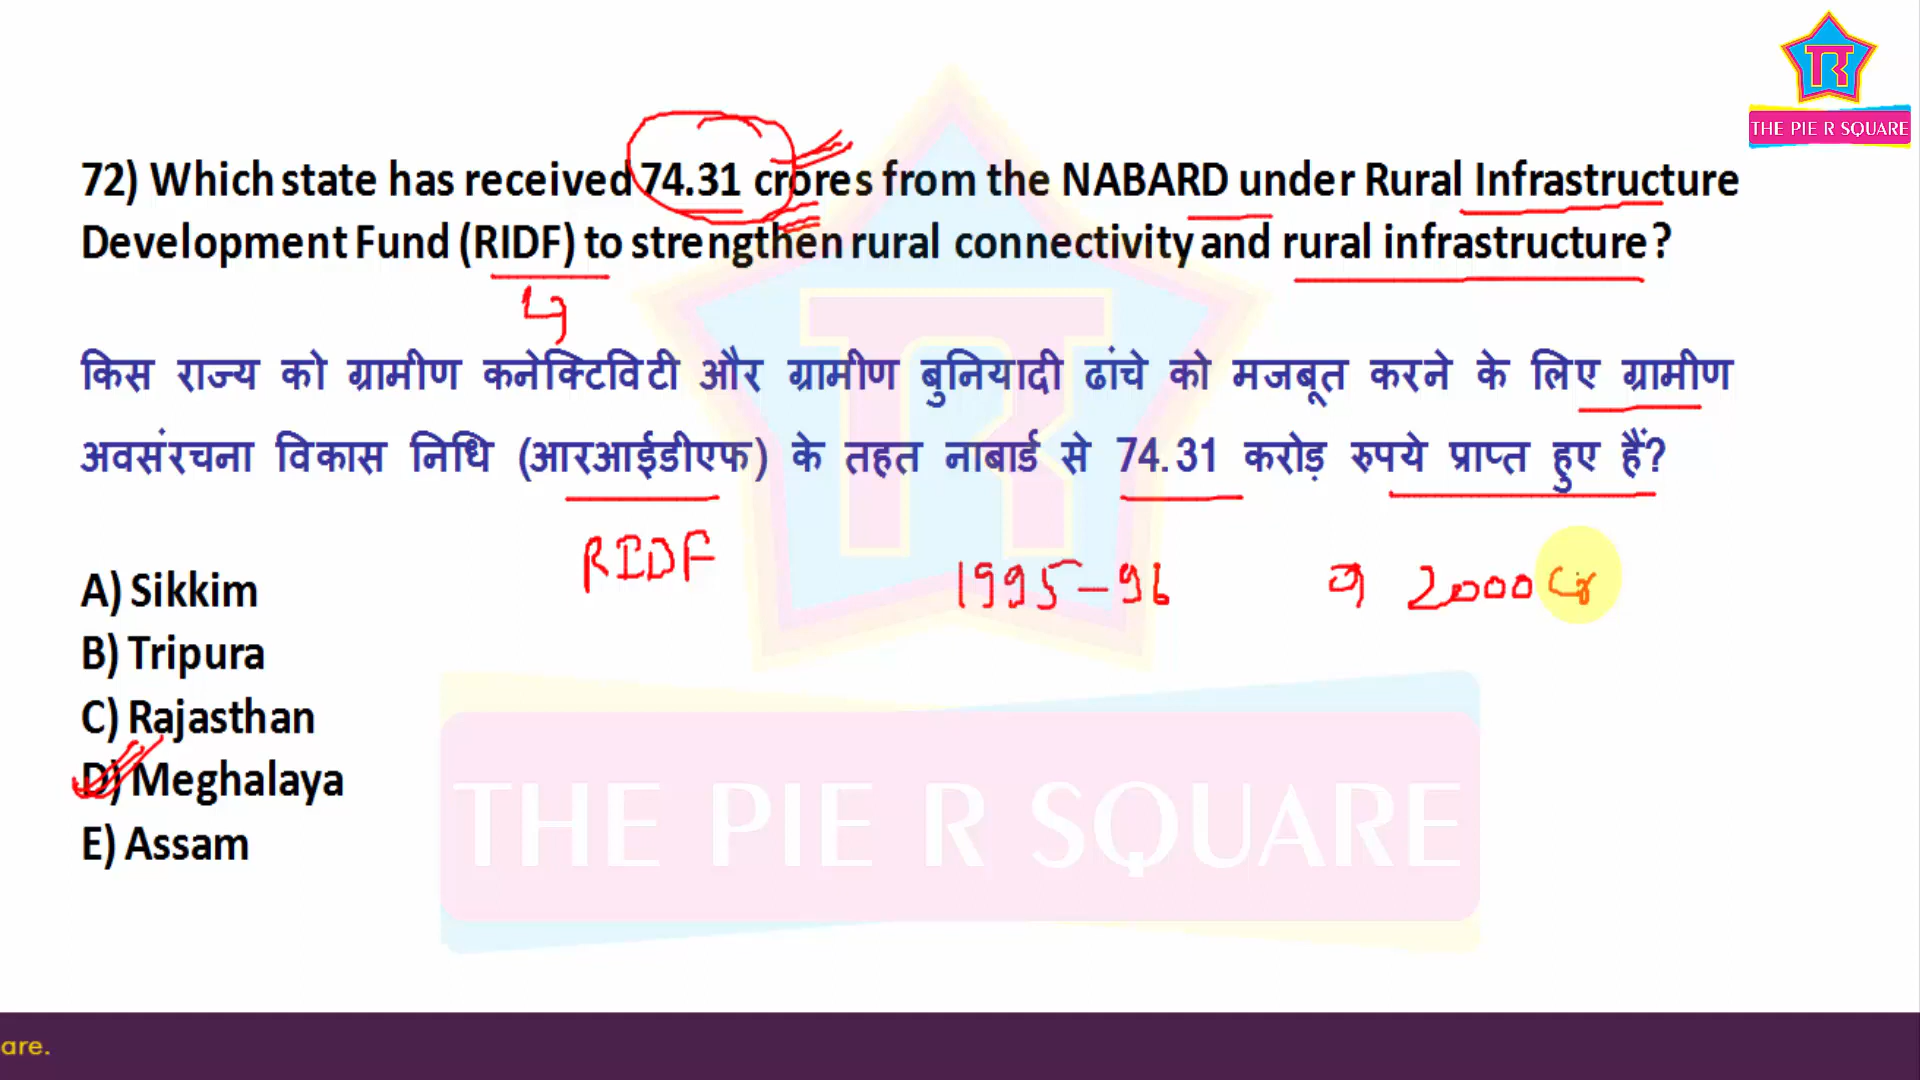 THE PIE R SQUARE
72) Which state has received 74.31 crores from the NABARD under Rural Infrastructure
Development Fund (RIDF) to strengthen rural connectivity and rural infrastructure?
किस राज्य को ग्रामीण कनेक्टिविटी और ग्रामीण बुनियादी ढांचे को मजबूत करने के लिए ग्रामीण
अवसंरचना विकास निधि (आरआईडीएफ) के तहत नाबार्ड से 74.31 करोड़ रुपये प्राप्त हुए हैं?
RIDF 1995-96 2000 Cr
A) Sikkim
B) Tripura
C) Rajasthan
D) Meghalaya
E) Assam
THE PIE R SQUARE
are.